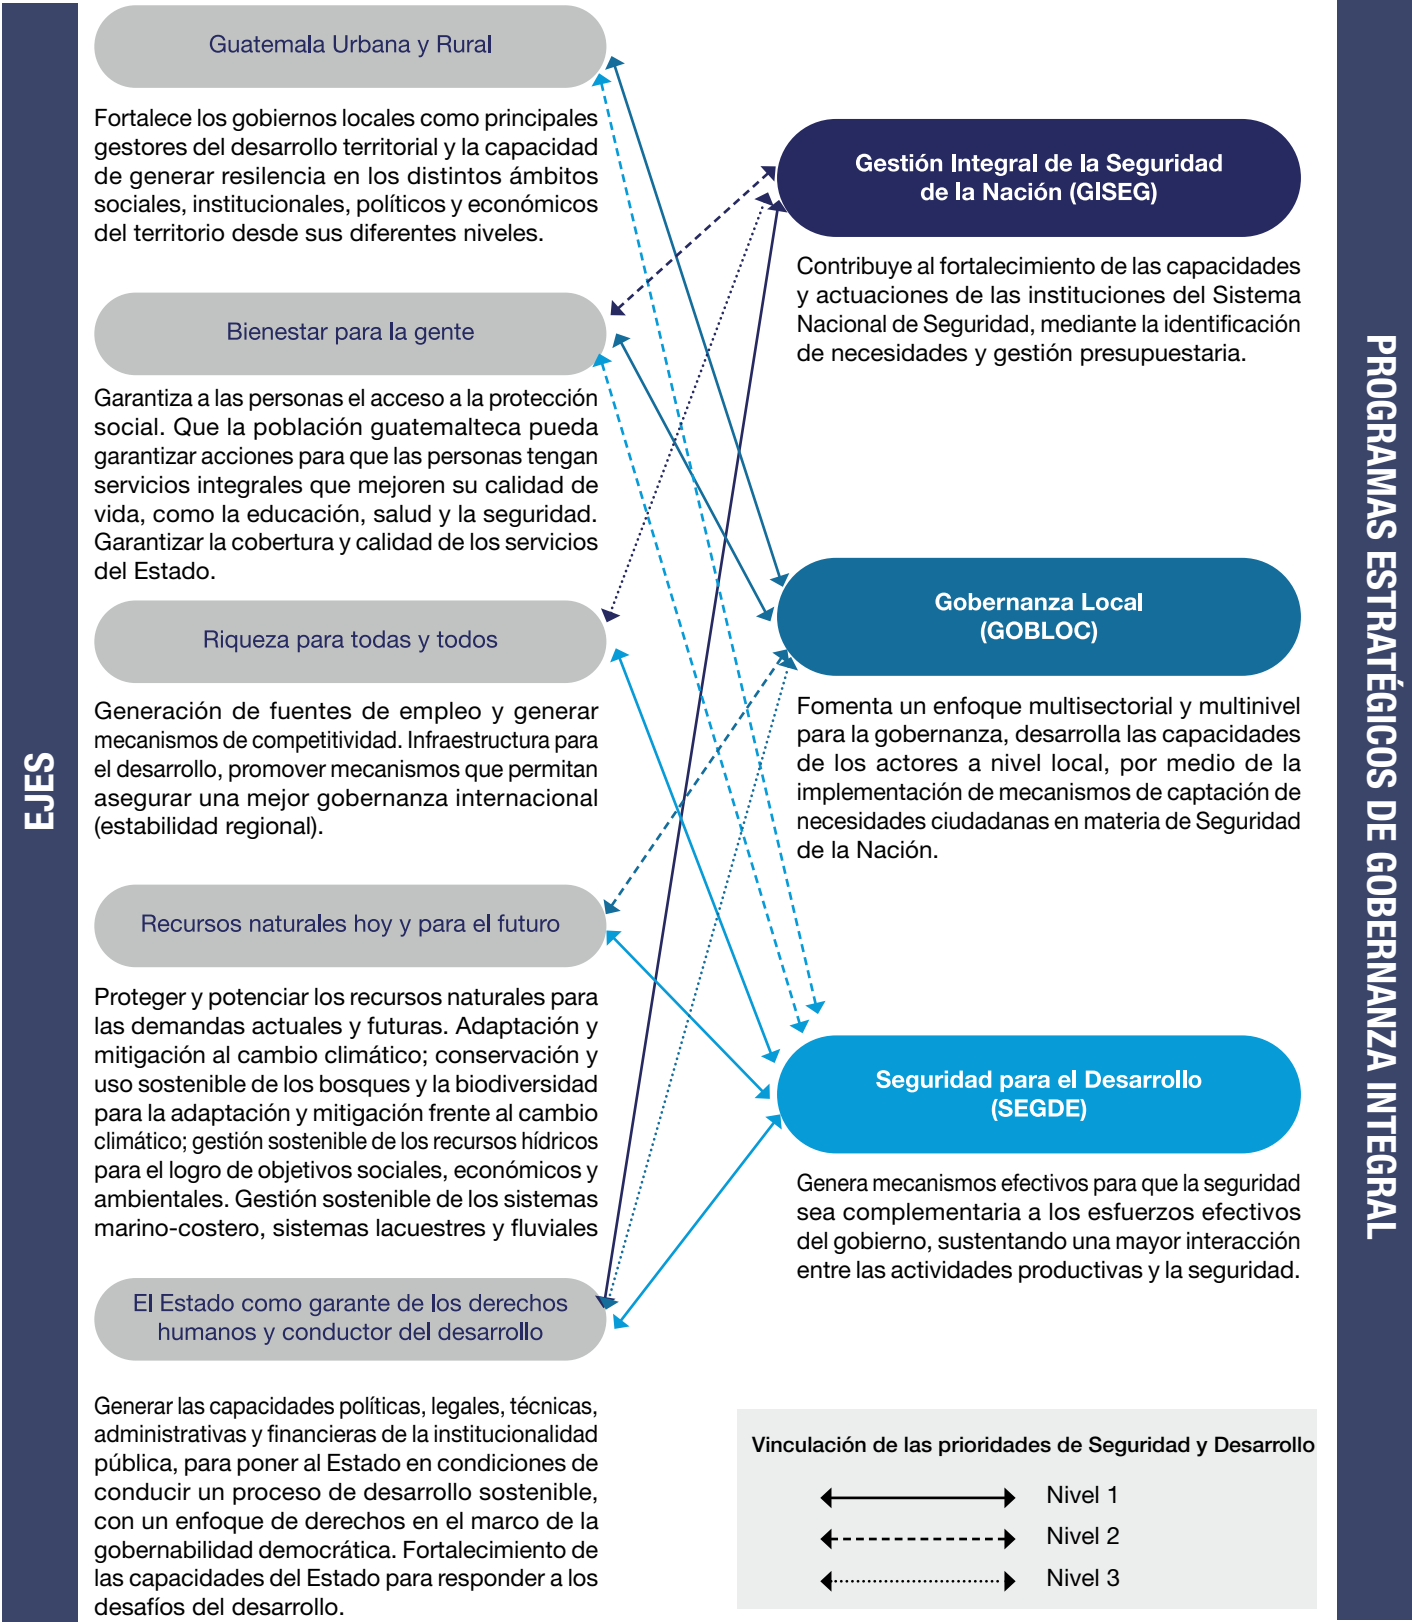 EJES
Guatemala Urbana y Rural
Fortalece los gobiernos locales como principales
gestores del desarrollo territorial y la capacidad
de generar resilencia en los distintos ámbitos
sociales, institucionales, políticos y económicos
del territorio desde sus diferentes niveles.
Bienestar para la gente
Garantiza a las personas el acceso a la protección
social. Que la población guatemalteca pueda
garantizar acciones para que las personas tengan
servicios integrales que mejoren su calidad de
vida, como la educación, salud y la seguridad.
Garantizar la cobertura y calidad de los servicios
del Estado.
Riqueza para todas y todos
Generación de fuentes de empleo y generar
mecanismos de competitividad. Infraestructura para
el desarrollo, promover mecanismos que permitan
asegurar una mejor gobernanza internacional
(estabilidad regional).
Recursos naturales hoy y para el futuro
Proteger y potenciar los recursos naturales para
las demandas actuales y futuras. Adaptación y
mitigación al cambio climático; conservación y
uso sostenible de los bosques y la biodiversidad
para la adaptación y mitigación frente al cambio
climático; gestión sostenible de los recursos hídricos
para el logro de objetivos sociales, económicos y
ambientales. Gestión sostenible de los sistemas
marino-costero, sistemas lacuestres y fluviales
El Estado como garante de los derechos
humanos y conductor del desarrollo
Generar las capacidades políticas, legales, técnicas,
administrativas y financieras de la institucionalidad
pública, para poner al Estado en condiciones de
conducir un proceso de desarrollo sostenible,
con un enfoque de derechos en el marco de la
gobernabilidad democrática. Fortalecimiento de
las capacidades del Estado para responder a los
desafíos del desarrollo.
Gestión Integral de la Seguridad
de la Nación (GISEG)
Contribuye al fortalecimiento de las capacidades
y actuaciones de las instituciones del Sistema
Nacional de Seguridad, mediante la identificación
de necesidades y gestión presupuestaria.
Gobernanza Local
(GOBLOC)
Fomenta un enfoque multisectorial y multinivel
para la gobernanza, desarrolla las capacidades
de los actores a nivel local, por medio de la
implementación de mecanismos de captación de
necesidades ciudadanas en materia de Seguridad
de la Nación.
Seguridad para el Desarrollo
(SEGDE)
Genera mecanismos efectivos para que la seguridad
sea complementaria a los esfuerzos efectivos
del gobierno, sustentando una mayor interacción
entre las actividades productivas y la seguridad.
Vinculación de las prioridades de Seguridad y Desarrollo
Nivel 1
Nivel 2
Nivel 3
PROGRAMAS ESTRATÉGICOS DE GOBERNANZA INTEGRAL